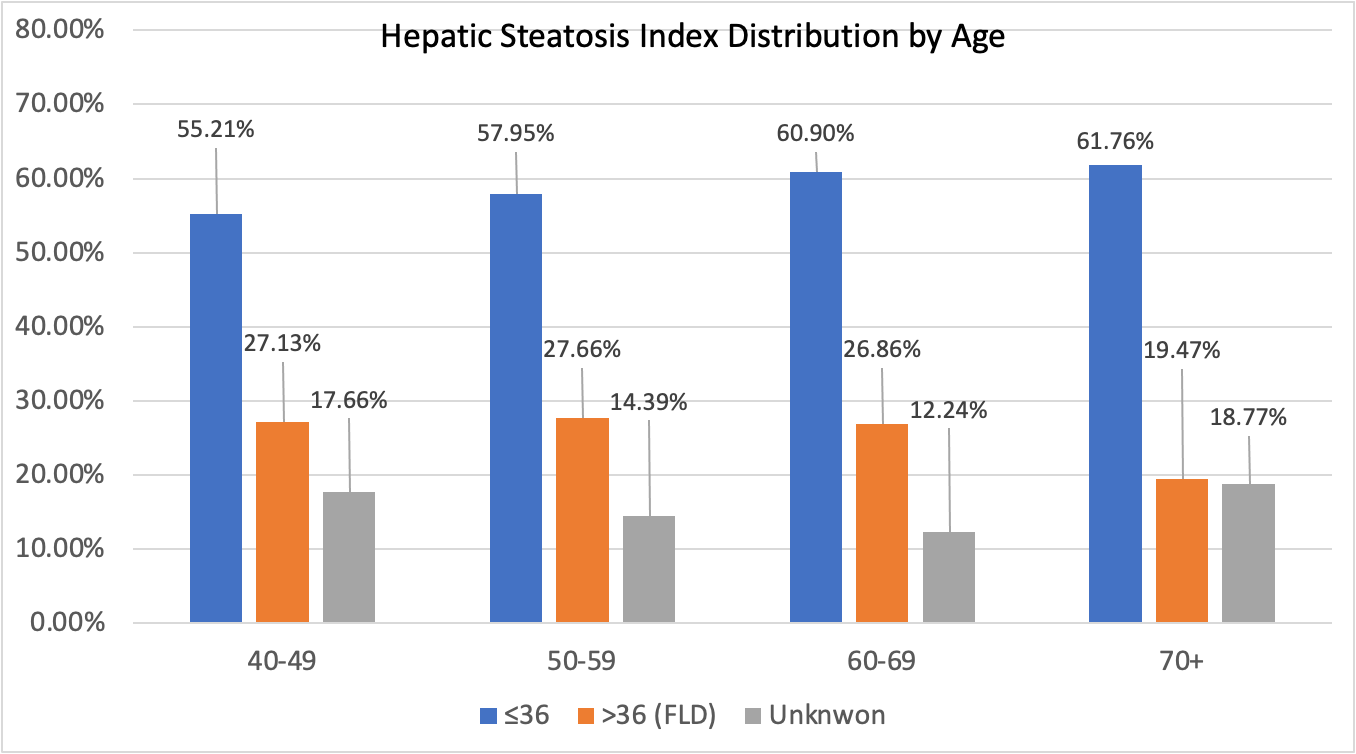 Hepatic Steatosis Index Distribution by Age
80.00%
70.00%
60.00%
50.00%
40.00%
30.00%
20.00%
10.00%
0.00%
55.21% 57.95% 60.90% 61.76%
27.13% 27.66% 26.86% 19.47%
17.66% 14.39% 12.24% 18.77%
40-49 50-59 60-69 70+
≤36 >36 (FLD) Unknwon